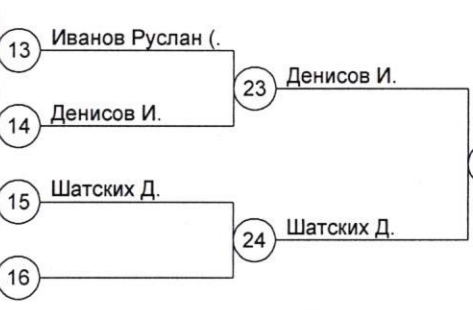 13 Иванов Руслан (.
23 Денисов И.
14 Денисов И.
15 Шатских Д.
24 Шатских Д.
16